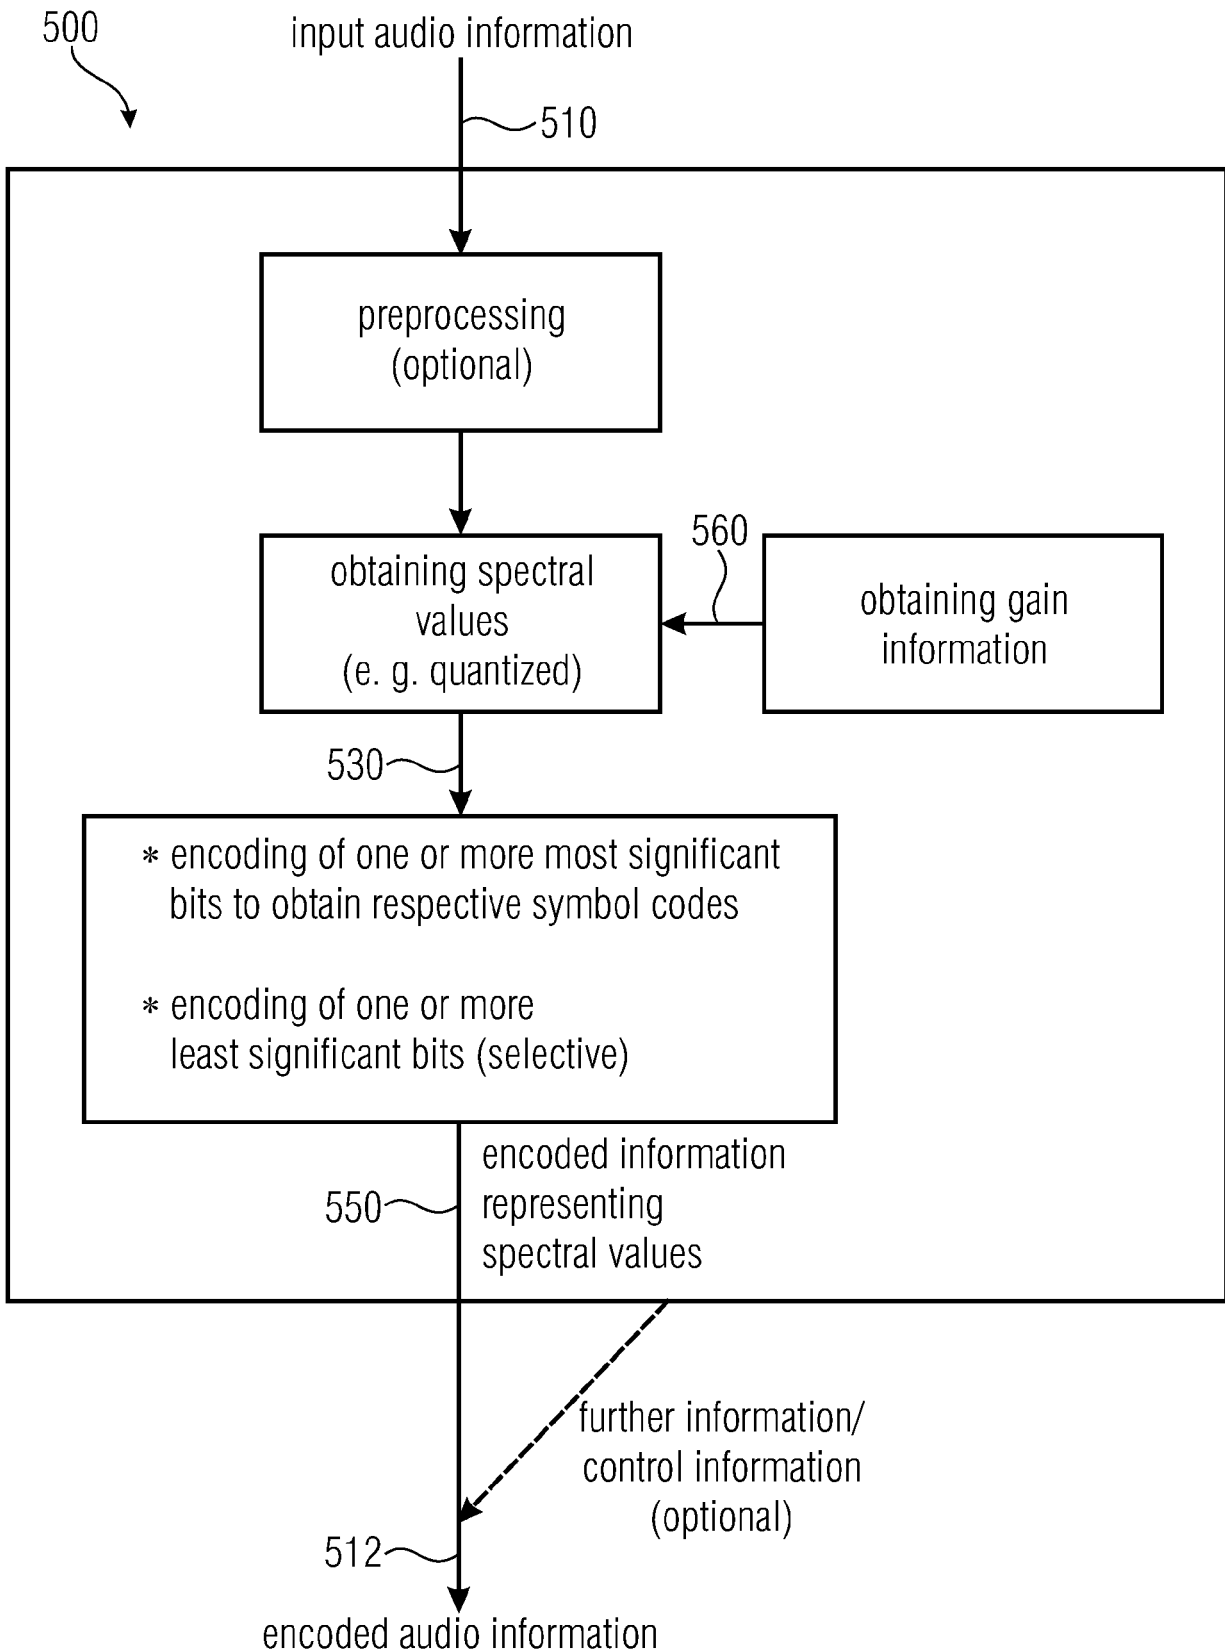 500
input audio information
510
preprocessing
(optional)
560
obtaining spectral
values
(e. g. quantized)
obtaining gain
information
530
* encoding of one or more most significant
bits to obtain respective symbol codes
* encoding of one or more
least significant bits (selective)
encoded information
representing
spectral values
550
further information/
control information
(optional)
512
encoded audio information